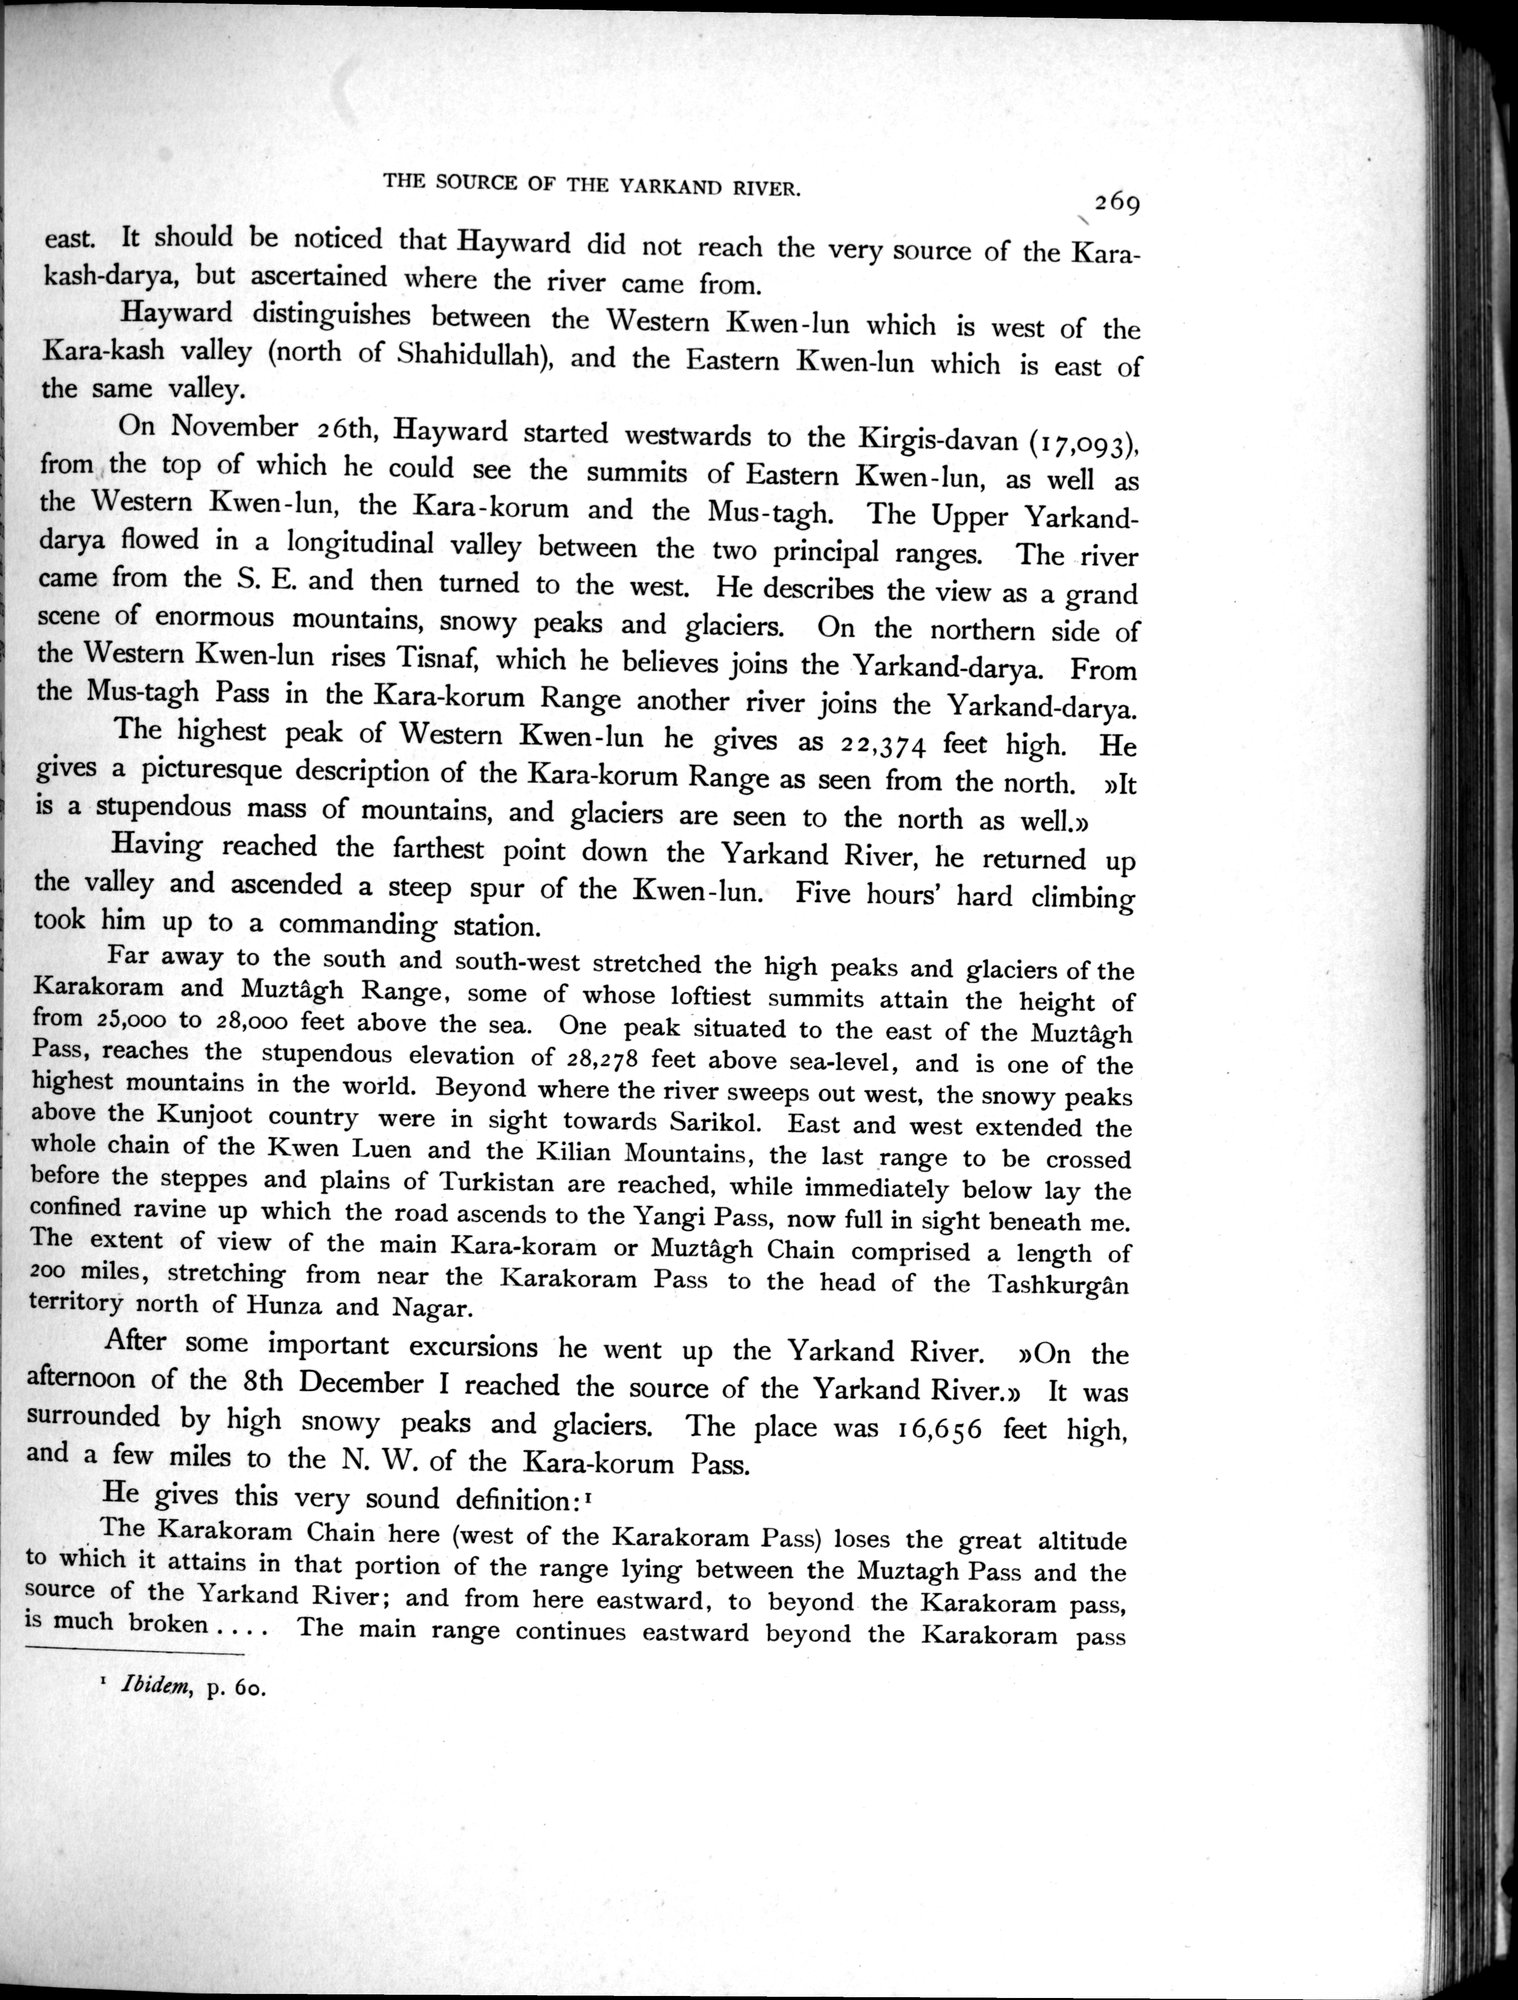 THE SOURCE OF THE YARKAND RIVER.
269
east. It should be noticed that Hayward did not reach the very source of the Kara-
kash-darya, but ascertained where the river came from.
Hayward distinguishes between the Western Kwen-lun which is west of the
Kara-kash valley (north of Shahidullah), and the Eastern Kwen-lun which is east of
the same valley.
On November 26th, Hayward started westwards to the Kirgis-davan (17,093),
from the top of which he could see the summits of Eastern Kwen-lun, as well as
the Western Kwen-lun, the Kara-korum and the Mus-tagh. The Upper Yarkand-
darya flowed in a longitudinal valley between the two principal ranges. The river
came from the S. E. and then turned to the west. He describes the view as a grand
scene of enormous mountains, snowy peaks and glaciers. On the northern side of
the Western Kwen-lun rises Tisnaf, which he believes joins the Yarkand-darya. From
the Mus-tagh Pass in the Kara-korum Range another river joins the Yarkand-darya.
The highest peak of Western Kwen-lun he gives as 22,374 feet high. He
gives a picturesque description of the Kara-korum Range as seen from the north. »It
is a stupendous mass of mountains, and glaciers are seen to the north as well.»
Having reached the farthest point down the Yarkand River, he returned up
the valley and ascended a steep spur of the Kwen-lun. Five hours' hard climbing
took him up to a commanding station.
Far away to the south and south-west stretched the high peaks and glaciers of the
Karakoram and Muztâgh Range, some of whose loftiest summits attain the height of
from 25,000 to 28,000 feet above the sea. One peak situated to the east of the Muztâgh
Pass, reaches the stupendous elevation of 28,278 feet above sea-level, and is one of the
highest mountains in the world. Beyond where the river sweeps out west, the snowy peaks
above the Kunjoot country were in sight towards Sarikol. East and west extended the
whole chain of the Kwen Luen and the Kilian Mountains, the last range to be crossed
before the steppes and plains of Turkistan are reached, while immediately below lay the
confined ravine up which the road ascends to the Yangi Pass, now full in sight beneath me.
The extent of view of the main Kara-koram or Muztâgh Chain comprised a length of
200 miles, stretching from near the Karakoram Pass to the head of the Tashkurgân
territory north of Hunza and Nagar.
After some important excursions he went up the Yarkand River. »On the
afternoon of the 8th December I reached the source of the Yarkand River.» It was
surrounded by high snowy peaks and glaciers. The place was 16,656 feet high,
and a few miles to the N. W. of the Kara-korum Pass.
He gives this very sound definition:¹
The Karakoram Chain here (west of the Karakoram Pass) loses the great altitude
to which it attains in that portion of the range lying between the Muztagh Pass and the
source of the Yarkand River; and from here eastward, to beyond the Karakoram pass,
is much broken.... The main range continues eastward beyond the Karakoram pass
¹ Ibidem, p. 60.